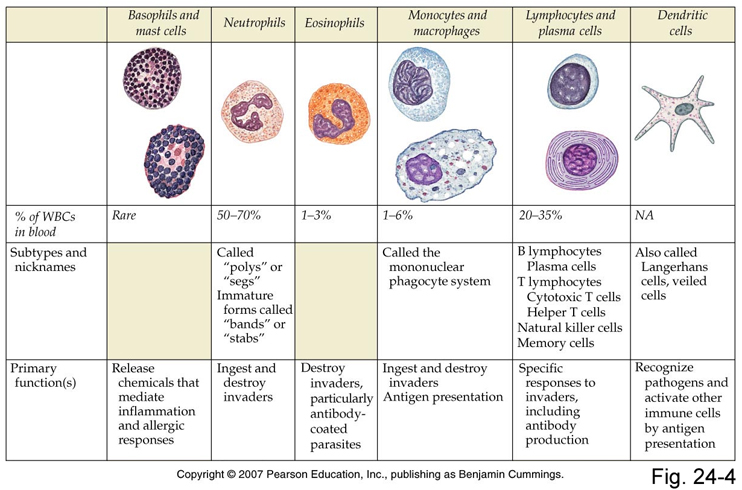 Basophils and
mast cells
Neutrophils
Eosinophils
Monocytes and
macrophages
Lymphocytes and
plasma cells
Dendritic
cells
% of WBCs
in blood
Rare
50–70%
1–3%
1–6%
20–35%
NA
Subtypes and
nicknames
Called
“polys” or
“segs”
Immature
forms called
“bands” or
“stabs”
Called the
mononuclear
phagocyte system
B lymphocytes
Plasma cells
T lymphocytes
Cytotoxic T cells
Helper T cells
Natural killer cells
Memory cells
Also called
Langerhans
cells, veiled
cells
Primary
function(s)
Release
chemicals that
mediate
inflammation
and allergic
responses
Ingest and
destroy
invaders
Destroy
invaders,
particularly
antibody-
coated
parasites
Ingest and destroy
invaders
Antigen presentation
Specific
responses to
invaders,
including
antibody
production
Recognize
pathogens and
activate other
immune cells
by antigen
presentation
Copyright © 2007 Pearson Education, Inc., publishing as Benjamin Cummings.
Fig. 24-4